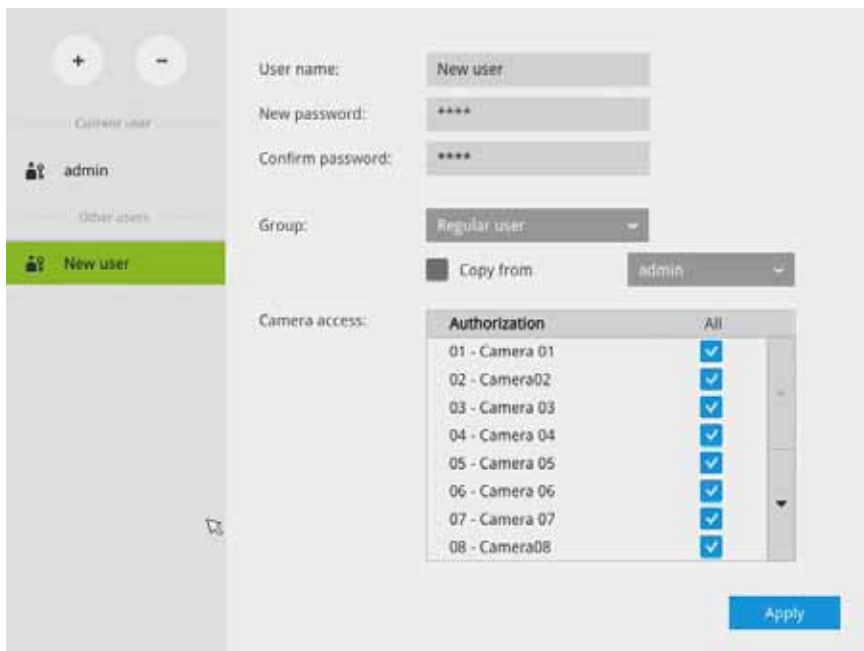 + -
Current user
admin
Other users
New user
User name: New user
New password: ****
Confirm password: ****
Group: Regular user
Copy from admin
Camera access:
Authorization All
01 - Camera 01
02 - Camera02
03 - Camera 03
04 - Camera 04
05 - Camera 05
06 - Camera 06
07 - Camera 07
08 - Camera08
Apply